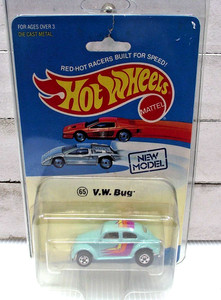 FOR AGES OVER 3
DIE CAST METAL
RED-HOT RACERS BUILT FOR SPEED!
Hot Wheels
MATTEL
NEW
MODEL
65 V.W. Bug